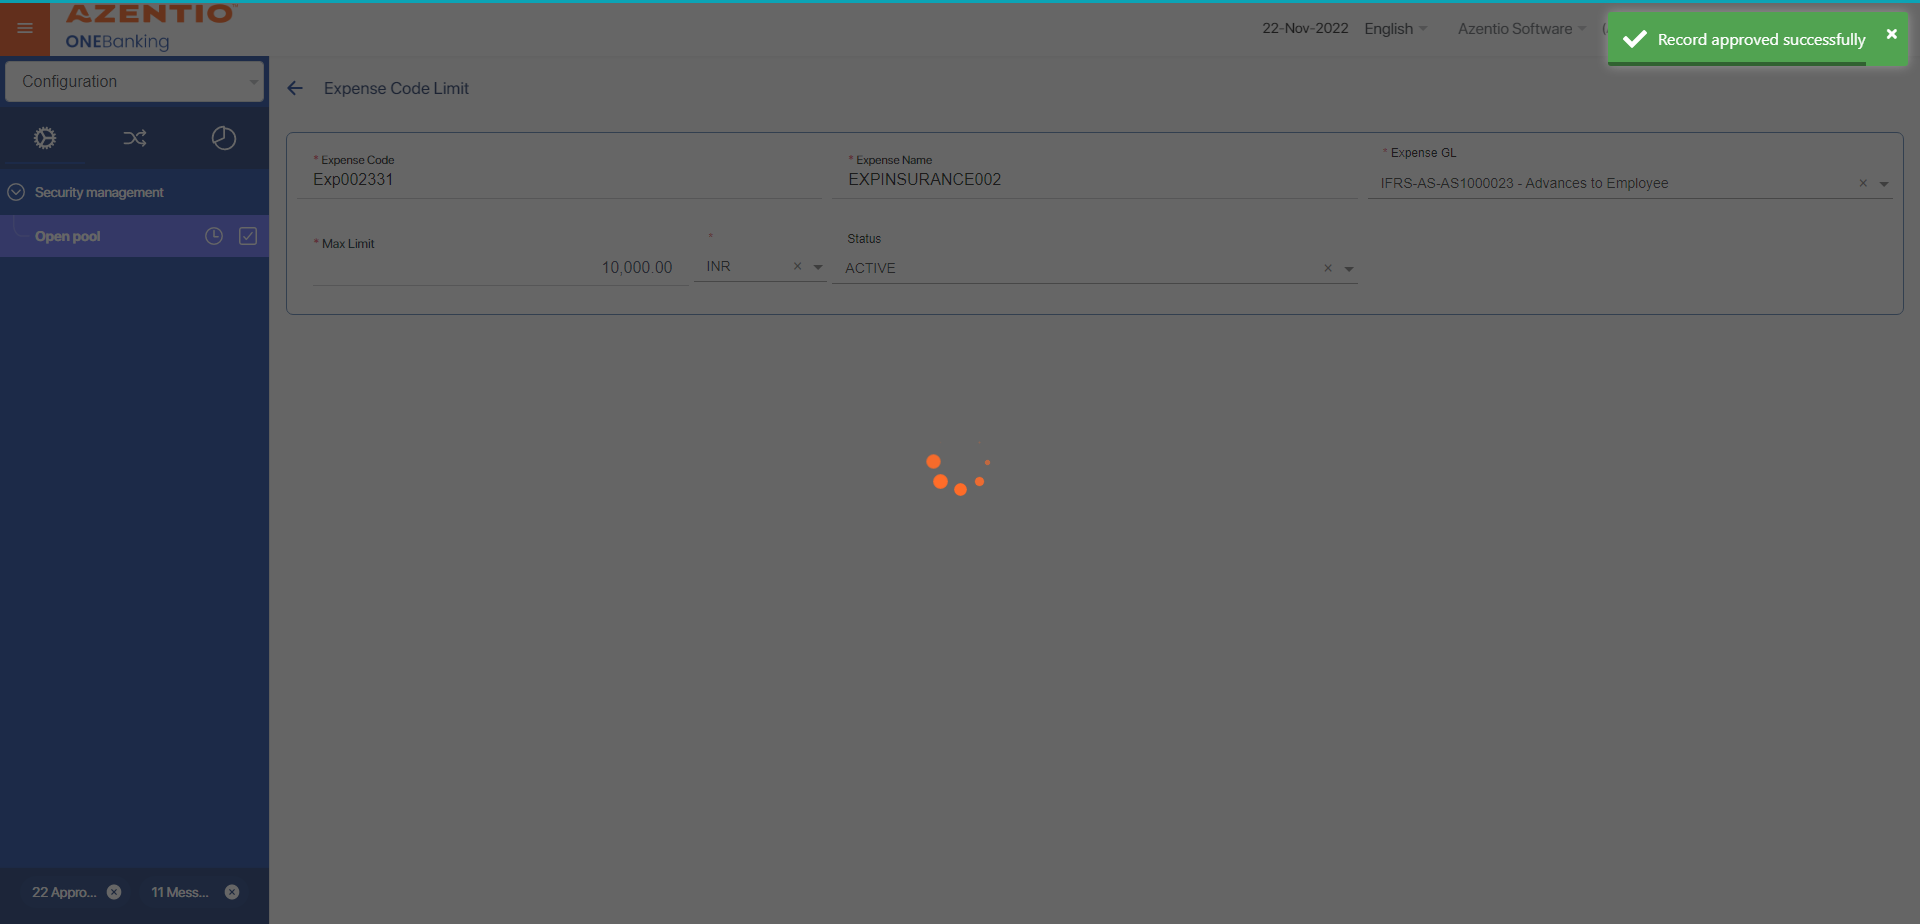 AZENTIO
ONEBanking
22-Nov-2022 English Azentio Software
Record approved successfully
Configuration
Expense Code Limit
Security management
Open pool
* Expense Code
Exp002331
* Expense Name
EXPINSURANCE002
* Expense GL
IFRS-AS-AS1000023 - Advances to Employee
* Max Limit
10,000.00
*
INR
Status
ACTIVE
22 Appro...
11 Mess...